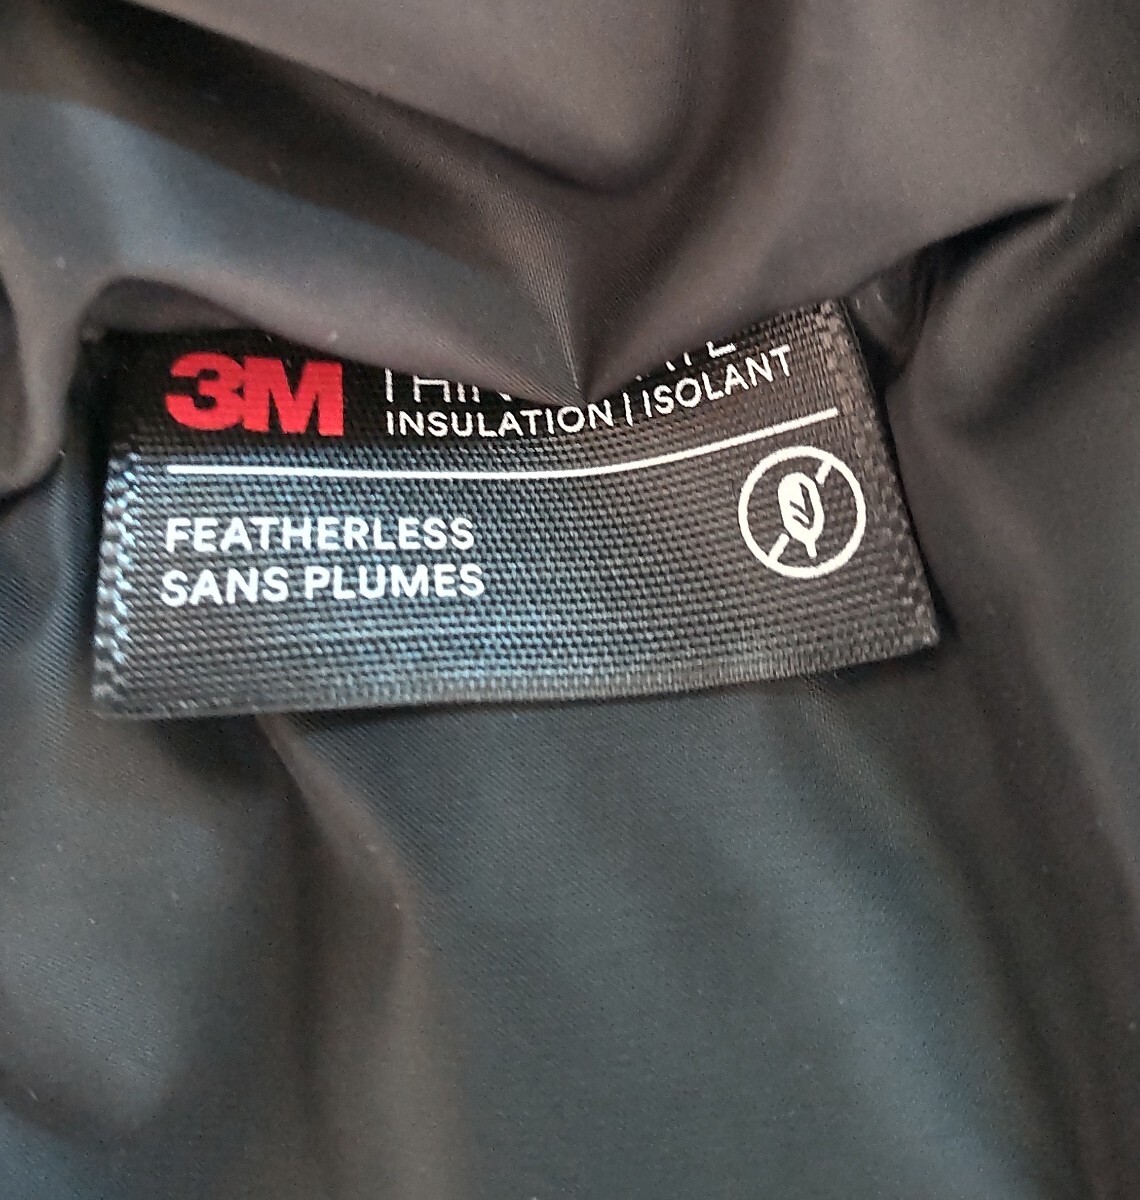 3M
INSULATION | ISOLANT
FEATHERLESS
SANS PLUMES